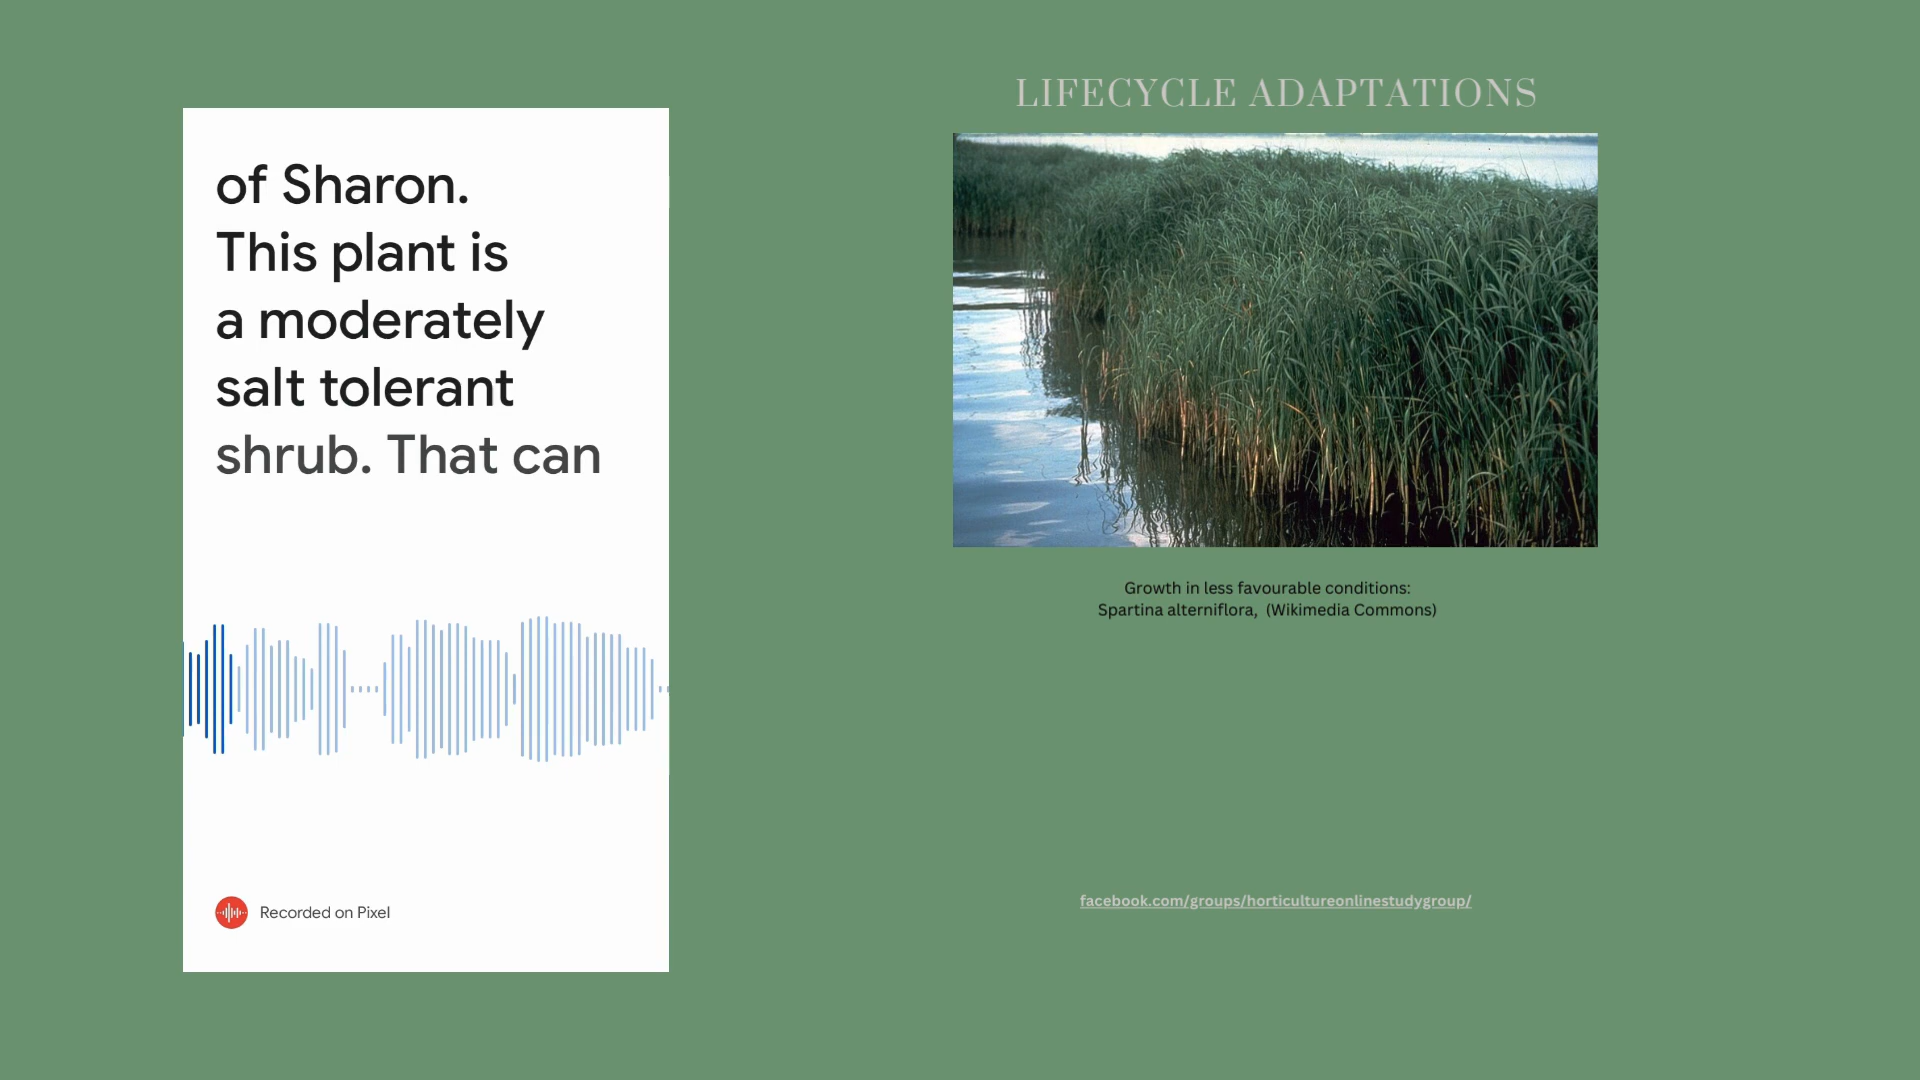 of Sharon.
This plant is
a moderately
salt tolerant
shrub. That can
Recorded on Pixel
LIFECYCLE ADAPTATIONS
Growth in less favourable conditions:
Spartina alterniflora,  (Wikimedia Commons)
facebook.com/groups/horticultureonlinestudygroup/